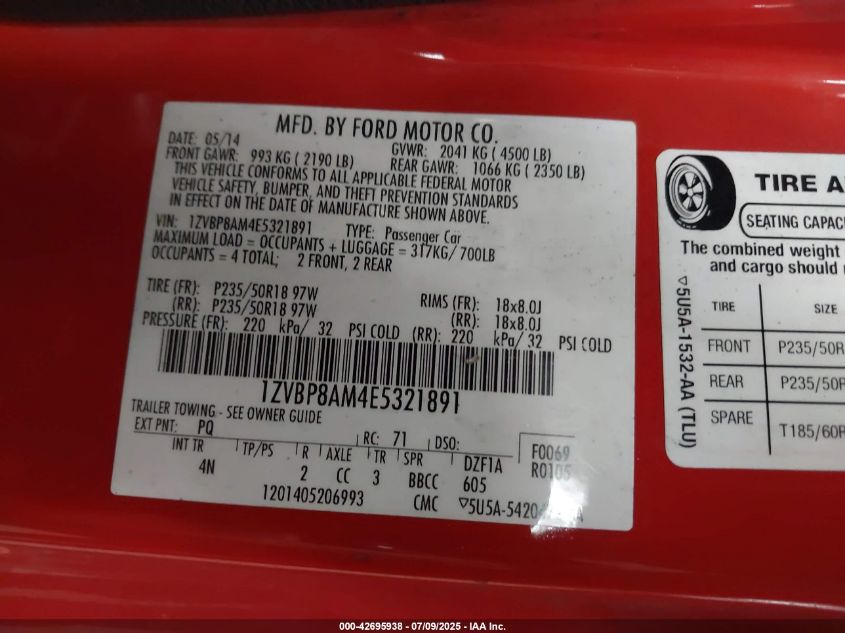 MFD. BY FORD MOTOR CO.
DATE: 05/14 GVWR: 2041 KG ( 4500 LB)
FRONT GAWR: 993 KG ( 2190 LB) REAR GAWR: 1066 KG ( 2350 LB)
THIS VEHICLE CONFORMS TO ALL APPLICABLE FEDERAL MOTOR
VEHICLE SAFETY, BUMPER, AND THEFT PREVENTION STANDARDS
IN EFFECT ON THE DATE OF MANUFACTURE SHOWN ABOVE.
VIN: 1ZVBP8AM4E5321891 TYPE: Passenger Car
MAXIMUM LOAD = OCCUPANTS + LUGGAGE = 317KG/700LB
OCCUPANTS = 4 TOTAL; 2 FRONT, 2 REAR
TIRE (FR): P235/50R18 97W RIMS (FR): 18x8.0J
(RR): P235/50R18 97W (RR): 18x8.0J
PRESSURE (FR): 220 kPa/ 32 PSI COLD (RR): 220 kPa/ 32 PSI COLD
1ZVBP8AM4E5321891
TRAILER TOWING - SEE OWNER GUIDE
EXT PNT: PQ RC: 71 DSO: F0069
INT TR TP/PS R AXLE TR SPR DZF1A R0105
4N 2 CC 3 BBCC 605
1201405206993 CMC ▽5U5A-5420
TIRE A
SEATING CAPAC
The combined weight
and cargo should
▽5U5A-1532-AA (TLU)
TIRE SIZE
FRONT P235/50R
REAR P235/50R
SPARE T185/60R
000-42695938 - 07/09/2025 - IAA Inc.